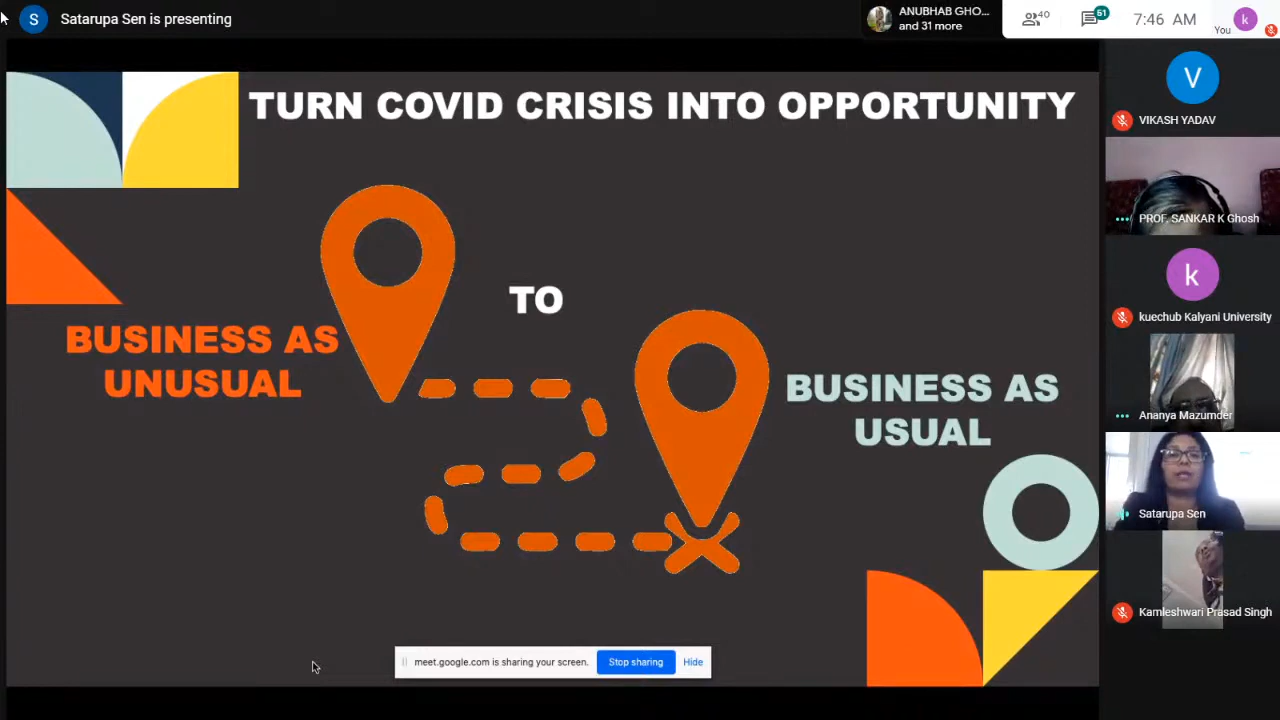 S
Satarupa Sen is presenting
ANUBHAB GHO...
and 31 more
40
51
7:46 AM
You
k
TURN COVID CRISIS INTO OPPORTUNITY
TO
BUSINESS AS
UNUSUAL
BUSINESS AS
USUAL
meet.google.com is sharing your screen.
Stop sharing
Hide
V
VIKASH YADAV
PROF. SANKAR K Ghosh
k
kuechub Kalyani University
Ananya Mazumder
Satarupa Sen
Kamleshwari Prasad Singh